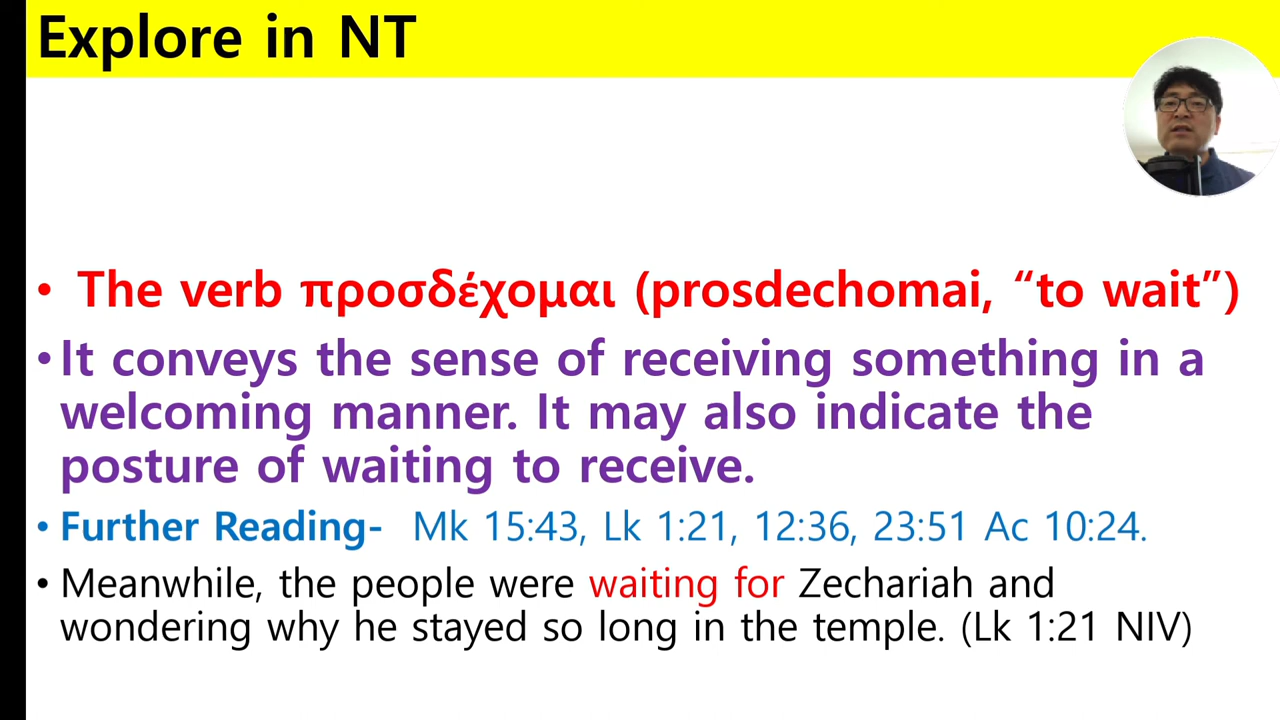 Explore in NT
• The verb προσδέχομαι (prosdechomai, “to wait”)
• It conveys the sense of receiving something in a
welcoming manner. It may also indicate the
posture of waiting to receive.
• Further Reading- Mk 15:43, Lk 1:21, 12:36, 23:51 Ac 10:24.
• Meanwhile, the people were waiting for Zechariah and
wondering why he stayed so long in the temple. (Lk 1:21 NIV)